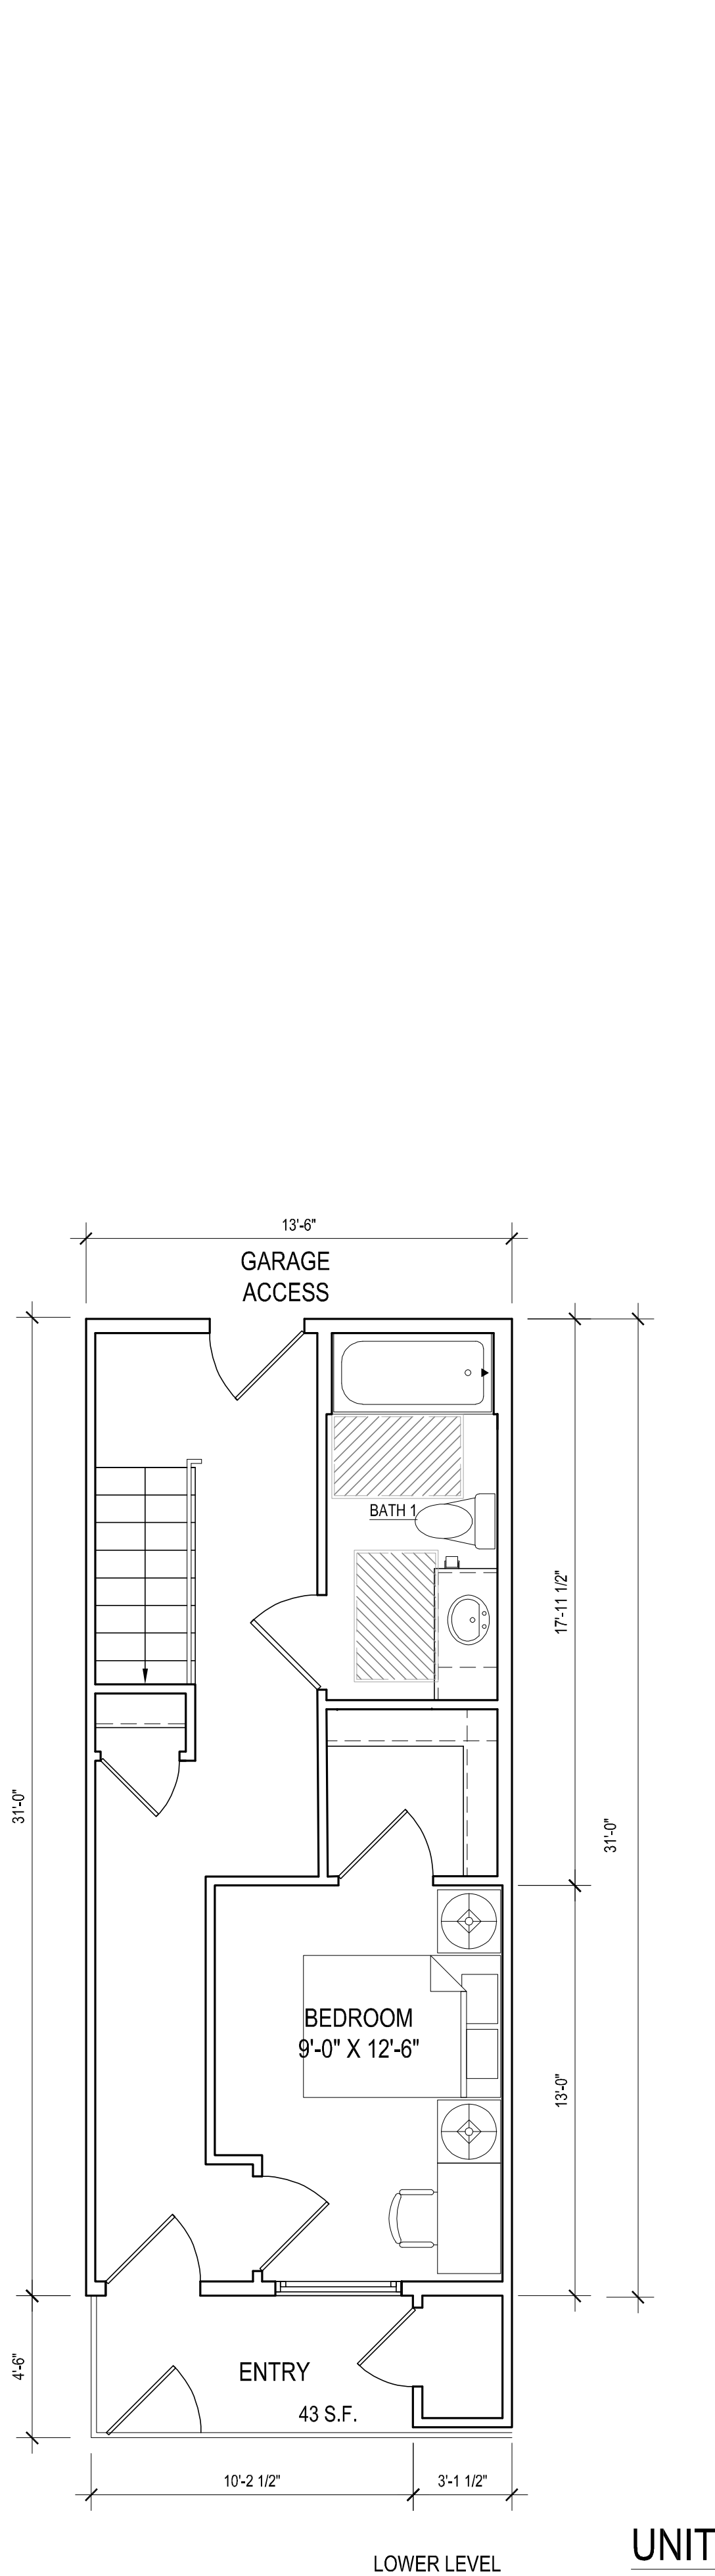 13'-6"
GARAGE
ACCESS
BATH 1
17'-11 1/2"
31'-0"
31'-0"
BEDROOM
9'-0" X 12'-6"
13'-0"
4'-6"
ENTRY
43 S.F.
10'-2 1/2"
3'-1 1/2"
UNIT
LOWER LEVEL